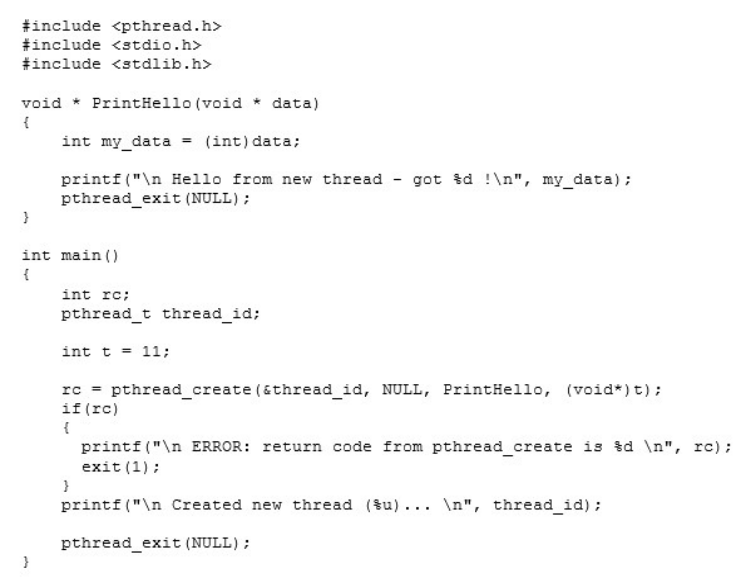 #include <pthread.h>
#include <stdio.h>
#include <stdlib.h>

void * PrintHello(void * data)
{
    int my_data = (int)data;

    printf("\n Hello from new thread - got %d !\n", my_data);
    pthread_exit(NULL);
}

int main()
{
    int rc;
    pthread_t thread_id;

    int t = 11;

    rc = pthread_create(&thread_id, NULL, PrintHello, (void*)t);
    if(rc)
    {
      printf("\n ERROR: return code from pthread_create is %d \n", rc);
      exit(1);
    }
    printf("\n Created new thread (%u)... \n", thread_id);

    pthread_exit(NULL);
}